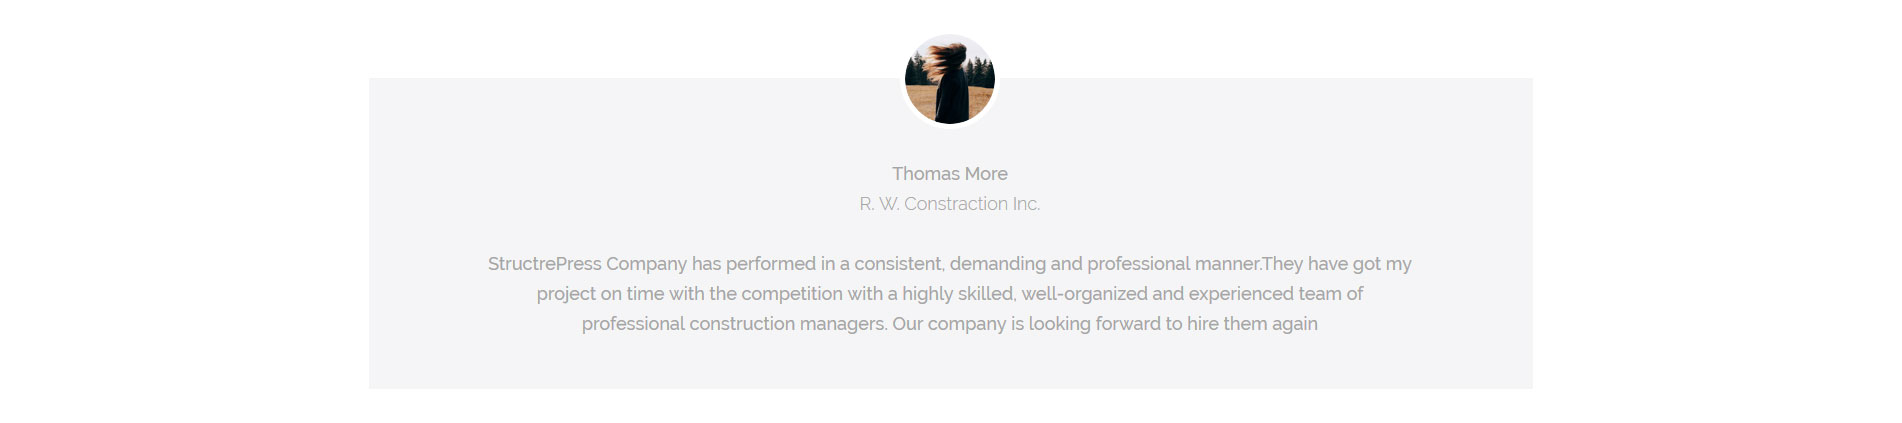 Thomas More
R. W. Constraction Inc.
StructrePress Company has performed in a consistent, demanding and professional manner.They have got my
project on time with the competition with a highly skilled, well-organized and experienced team of
professional construction managers. Our company is looking forward to hire them again